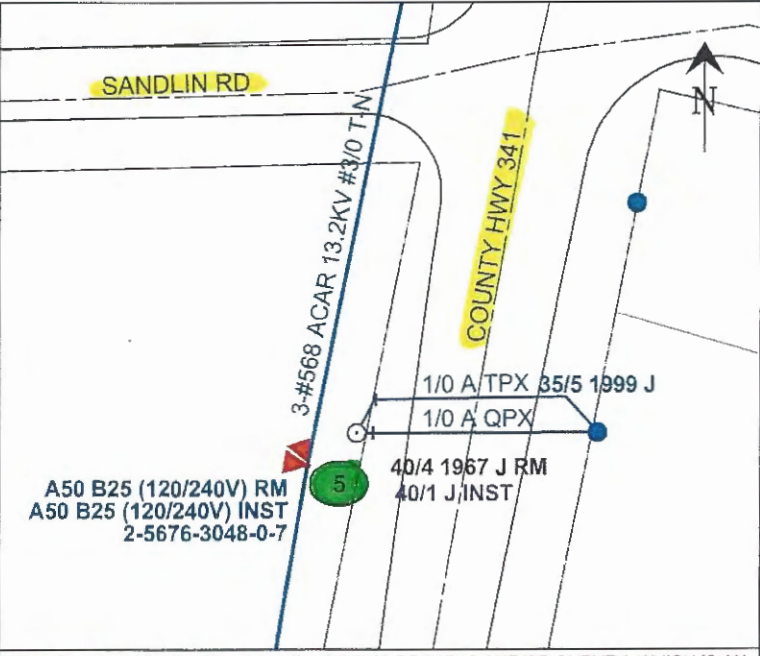 SANDLIN RD
N
3-#568 ACAR 13.2KV #3/0 T-N
COUNTY HWY 341
1/0 A TPX 35/5 1999 J
1/0 A QPX
40/4 1967 J RM
40/1 J INST
5
A50 B25 (120/240V) RM
A50 B25 (120/240V) INST
2-5676-3048-0-7